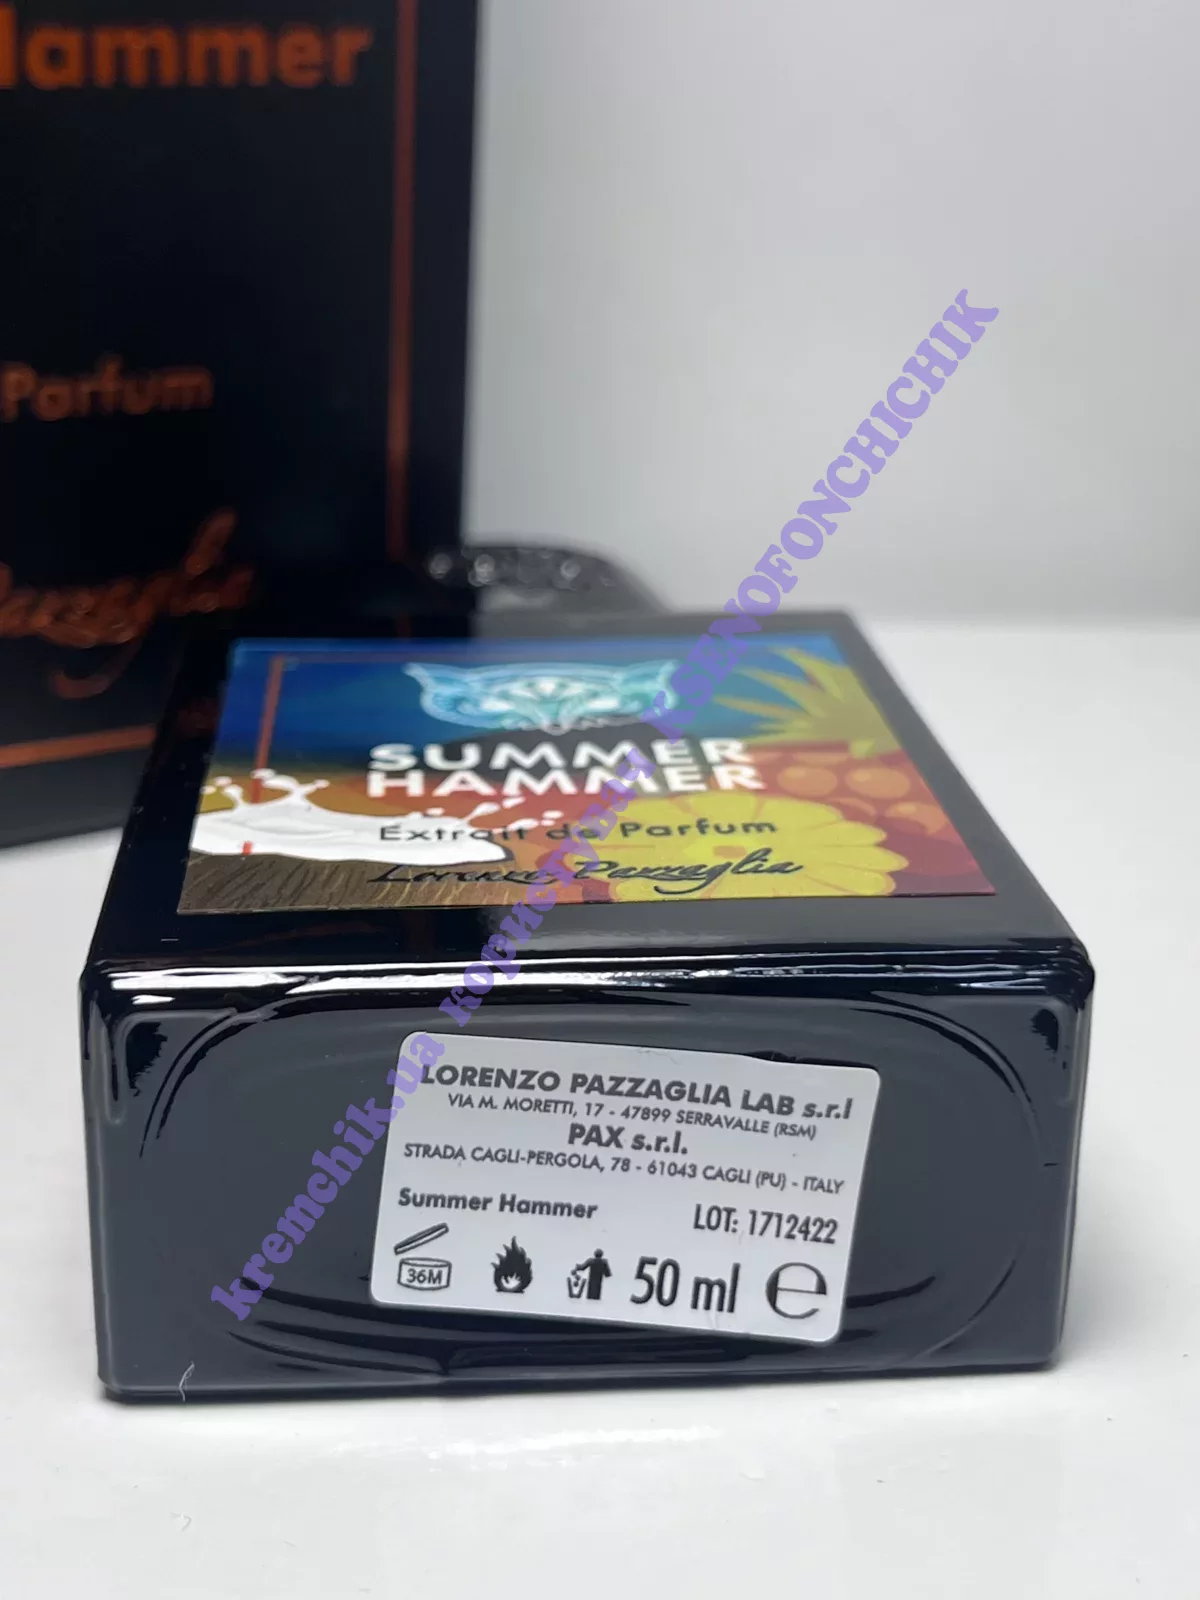 Hammer
Parfum
Pazzaglia
SUMMER
HAMMER
Extrait de Parfum
Lorenzo Pazzaglia
LORENZO PAZZAGLIA LAB s.r.l
VIA M. MORETTI, 17 - 47899 SERRAVALLE (RSM)
PAX s.r.l.
STRADA CAGLI-PERGOLA, 78 - 61043 CAGLI (PU) - ITALY
Summer Hammer
LOT: 1712422
36M
50 ml e
kremchik.ua користувач KSENOFONCHICHIK